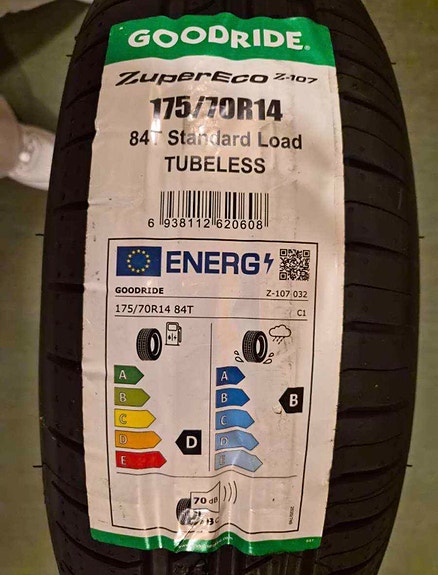 GOODRIDE
ZuperEco Z-107
175/70R14
84T Standard Load
TUBELESS
6 938112 620608
ENERG
GOODRIDE Z-107 032
175/70R14 84T C1
A A
B B B
C C
D D D
E E
70 dB